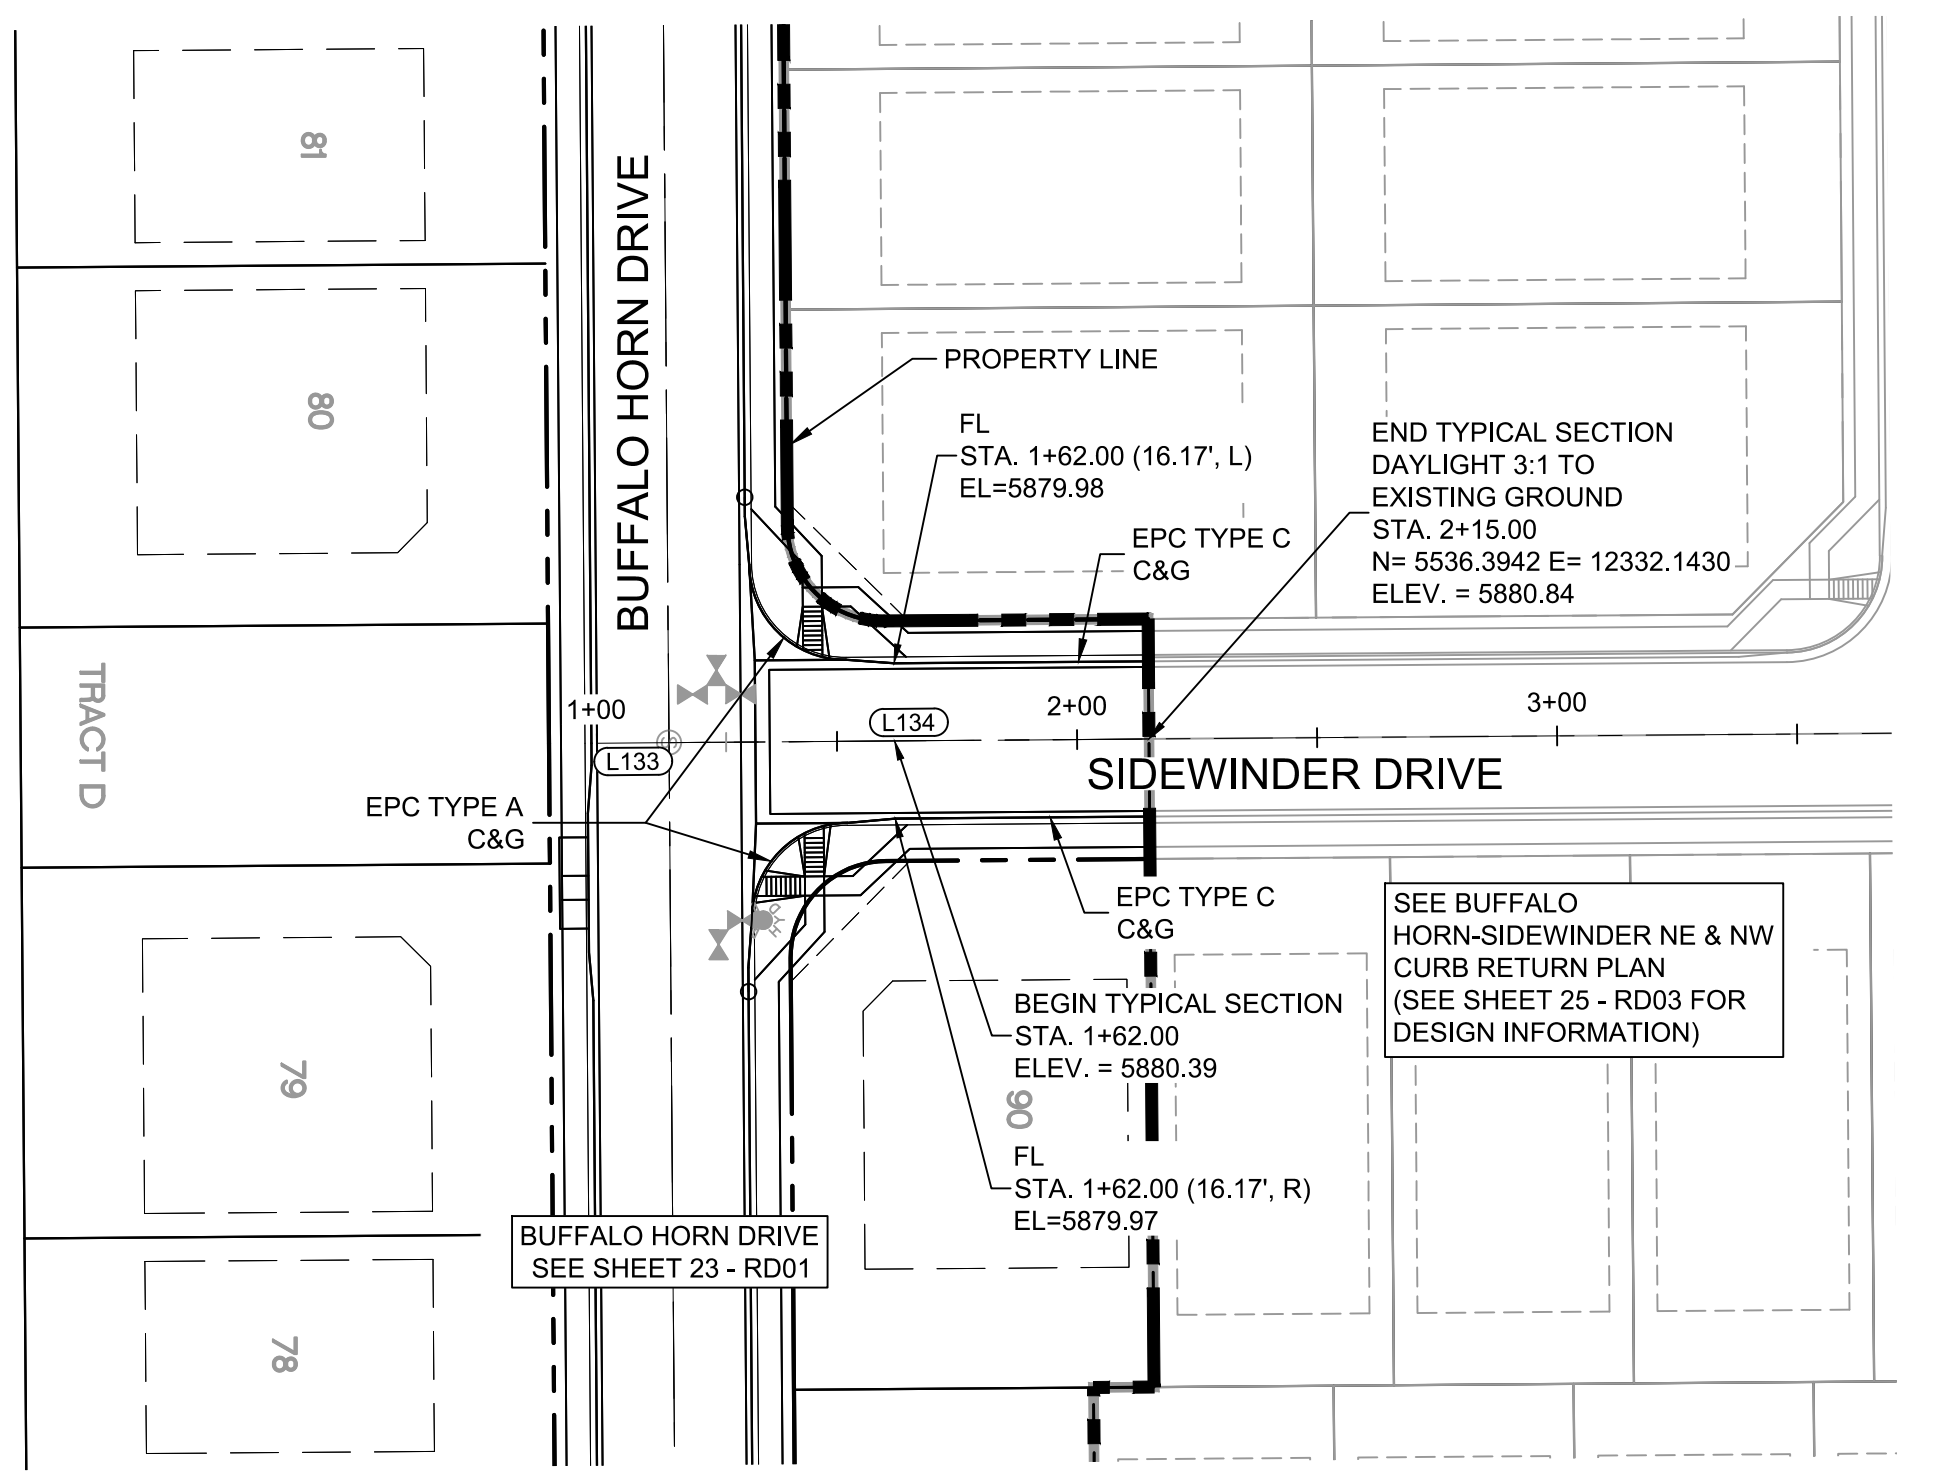 81
BUFFALO HORN DRIVE
80
PROPERTY LINE
FL
STA. 1+62.00 (16.17', L)
EL=5879.98
END TYPICAL SECTION
DAYLIGHT 3:1 TO
EXISTING GROUND
STA. 2+15.00
N= 5536.3942 E= 12332.1430
ELEV. = 5880.84
EPC TYPE C
C&G
TRACT D
1+00
L134
2+00
3+00
S
L133
SIDEWINDER DRIVE
EPC TYPE A
C&G
EPC TYPE C
C&G
HYD
SEE BUFFALO
HORN-SIDEWINDER NE & NW
CURB RETURN PLAN
(SEE SHEET 25 - RD03 FOR
DESIGN INFORMATION)
BEGIN TYPICAL SECTION
STA. 1+62.00
ELEV. = 5880.39
79
90
FL
STA. 1+62.00 (16.17', R)
EL=5879.97
BUFFALO HORN DRIVE
SEE SHEET 23 - RD01
78